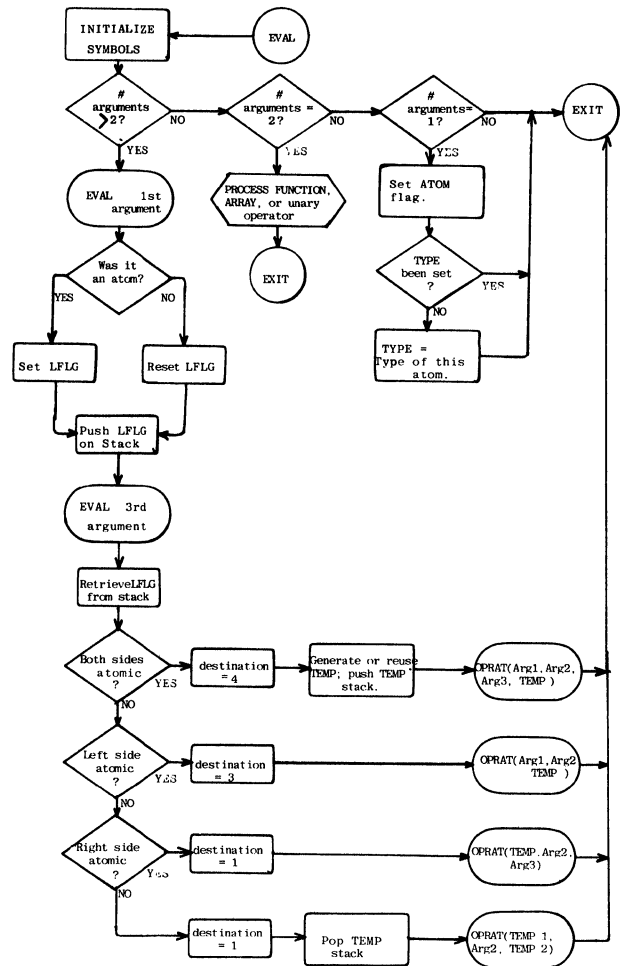 INITIALIZE
SYMBOLS
EVAL
#
arguments
>2?
NO
YES
#
arguments =
2?
NO
YES
#
arguments=
1?
NO
YES
EXIT
EVAL 1st
argument
PROCESS FUNCTION,
ARRAY, or unary
operator
EXIT
Set ATOM
flag.
Was it
an atom?
YES
NO
TYPE
been set
?
YES
NO
Set LFLG
Reset LFLG
TYPE =
Type of this
atom.
Push LFLG
on Stack
EVAL 3rd
argument
RetrieveLFLG
from stack
Both sides
atomic
?
YES
NO
destination
=4
Generate or reuse
TEMP; push TEMP
stack.
OPRAT(Arg1,Arg2,
Arg3, TEMP )
Left side
atomic
?
YES
NO
destination
= 3
OPRAT(Arg1,Arg2
TEMP )
Right side
atomic
?
Yes
NO
destination
= 1
OPRAT(TEMP.Arg2,
Arg3)
destination
= 1
Pop TEMP
stack
OPRAT(TEMP 1,
Arg2, TEMP 2)